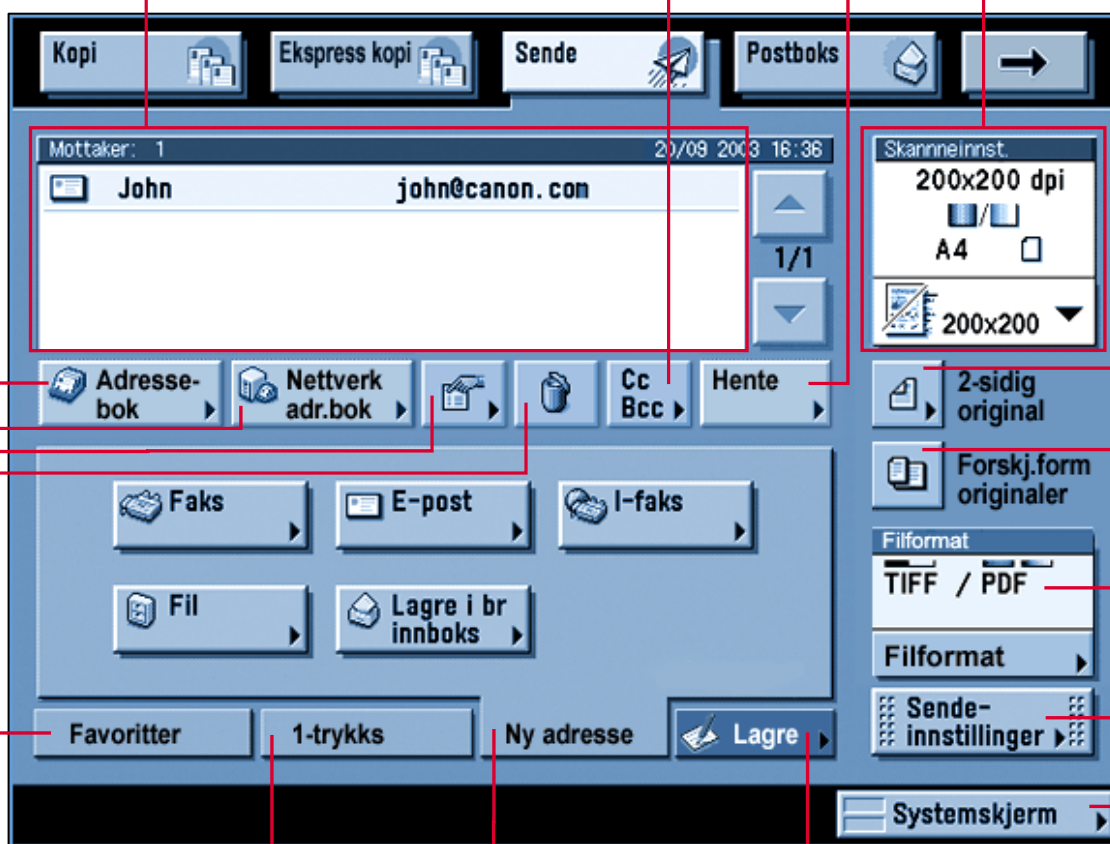 Kopi
Ekspress kopi
Sende
Postboks
Mottaker: 1 20/09 2003 16:36
John john@canon.com
1/1
Skannneinnst.
200x200 dpi
/
A4
200x200
Adresse-
bok
Nettverk
adr.bok
Cc
Bcc
Hente
2-sidig
original
Forskj.form
originaler
Faks
E-post
I-faks
Fil
Lagre i br
innboks
Filformat
TIFF / PDF
Filformat
Sende-
innstillinger
Favoritter
1-trykks
Ny adresse
Lagre
Systemskjerm